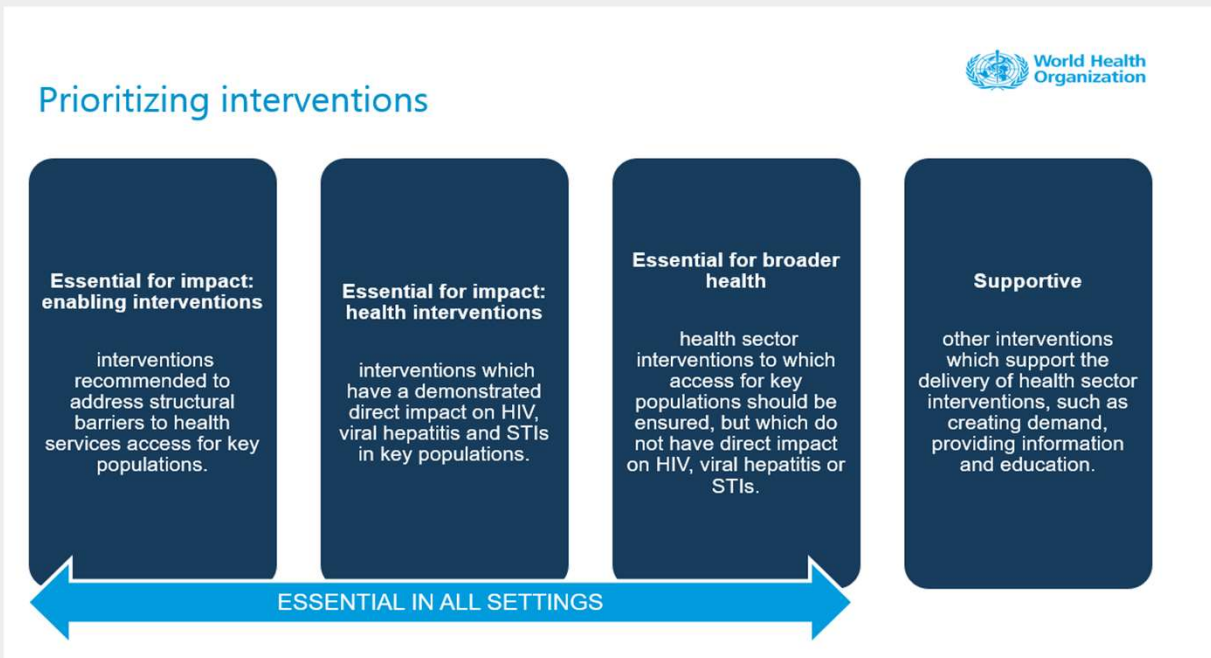 World Health
Organization
Prioritizing interventions
Essential for impact:
enabling interventions
interventions
recommended to
address structural
barriers to health
services access for key
populations.
Essential for impact:
health interventions
interventions which
have a demonstrated
direct impact on HIV,
viral hepatitis and STIs
in key populations.
Essential for broader
health
health sector
interventions to which
access for key
populations should be
ensured, but which do
not have direct impact
on HIV, viral hepatitis or
STIs.
Supportive
other interventions
which support the
delivery of health sector
interventions, such as
creating demand,
providing information
and education.
ESSENTIAL IN ALL SETTINGS